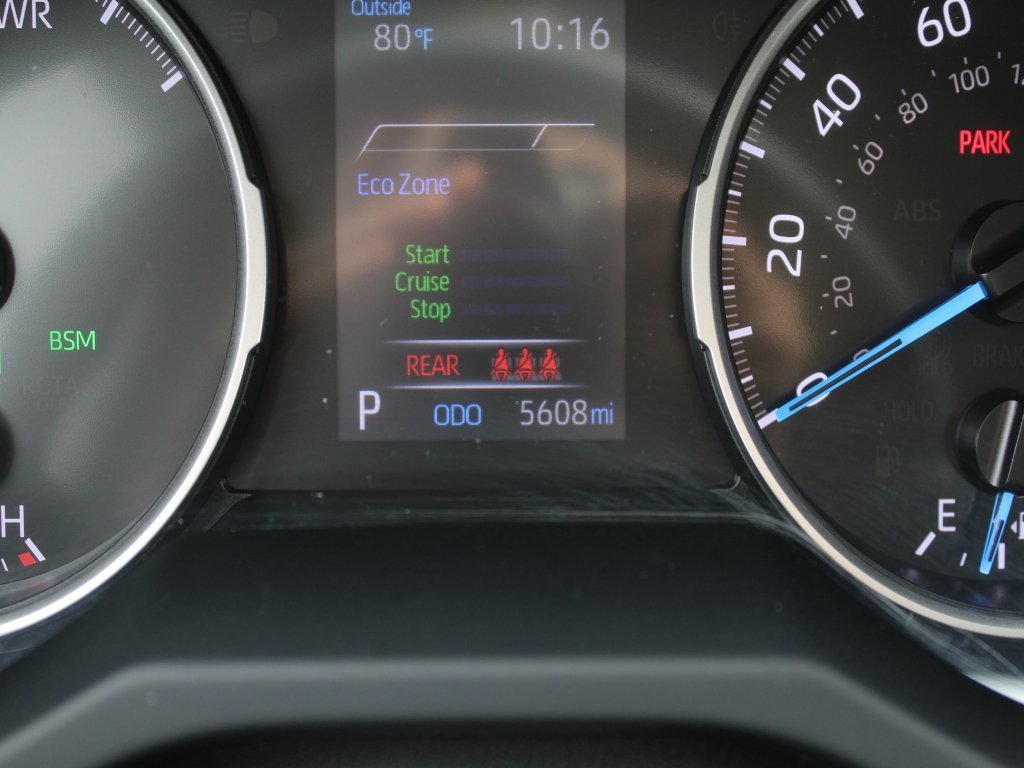 WR
Outside
80°F 10:16
Eco Zone
Start
Cruise
Stop
REAR
P ODO 5608mi
BSM
H
60
40
20
0
100
80
60
40
20
PARK
ABS
HOLD
E